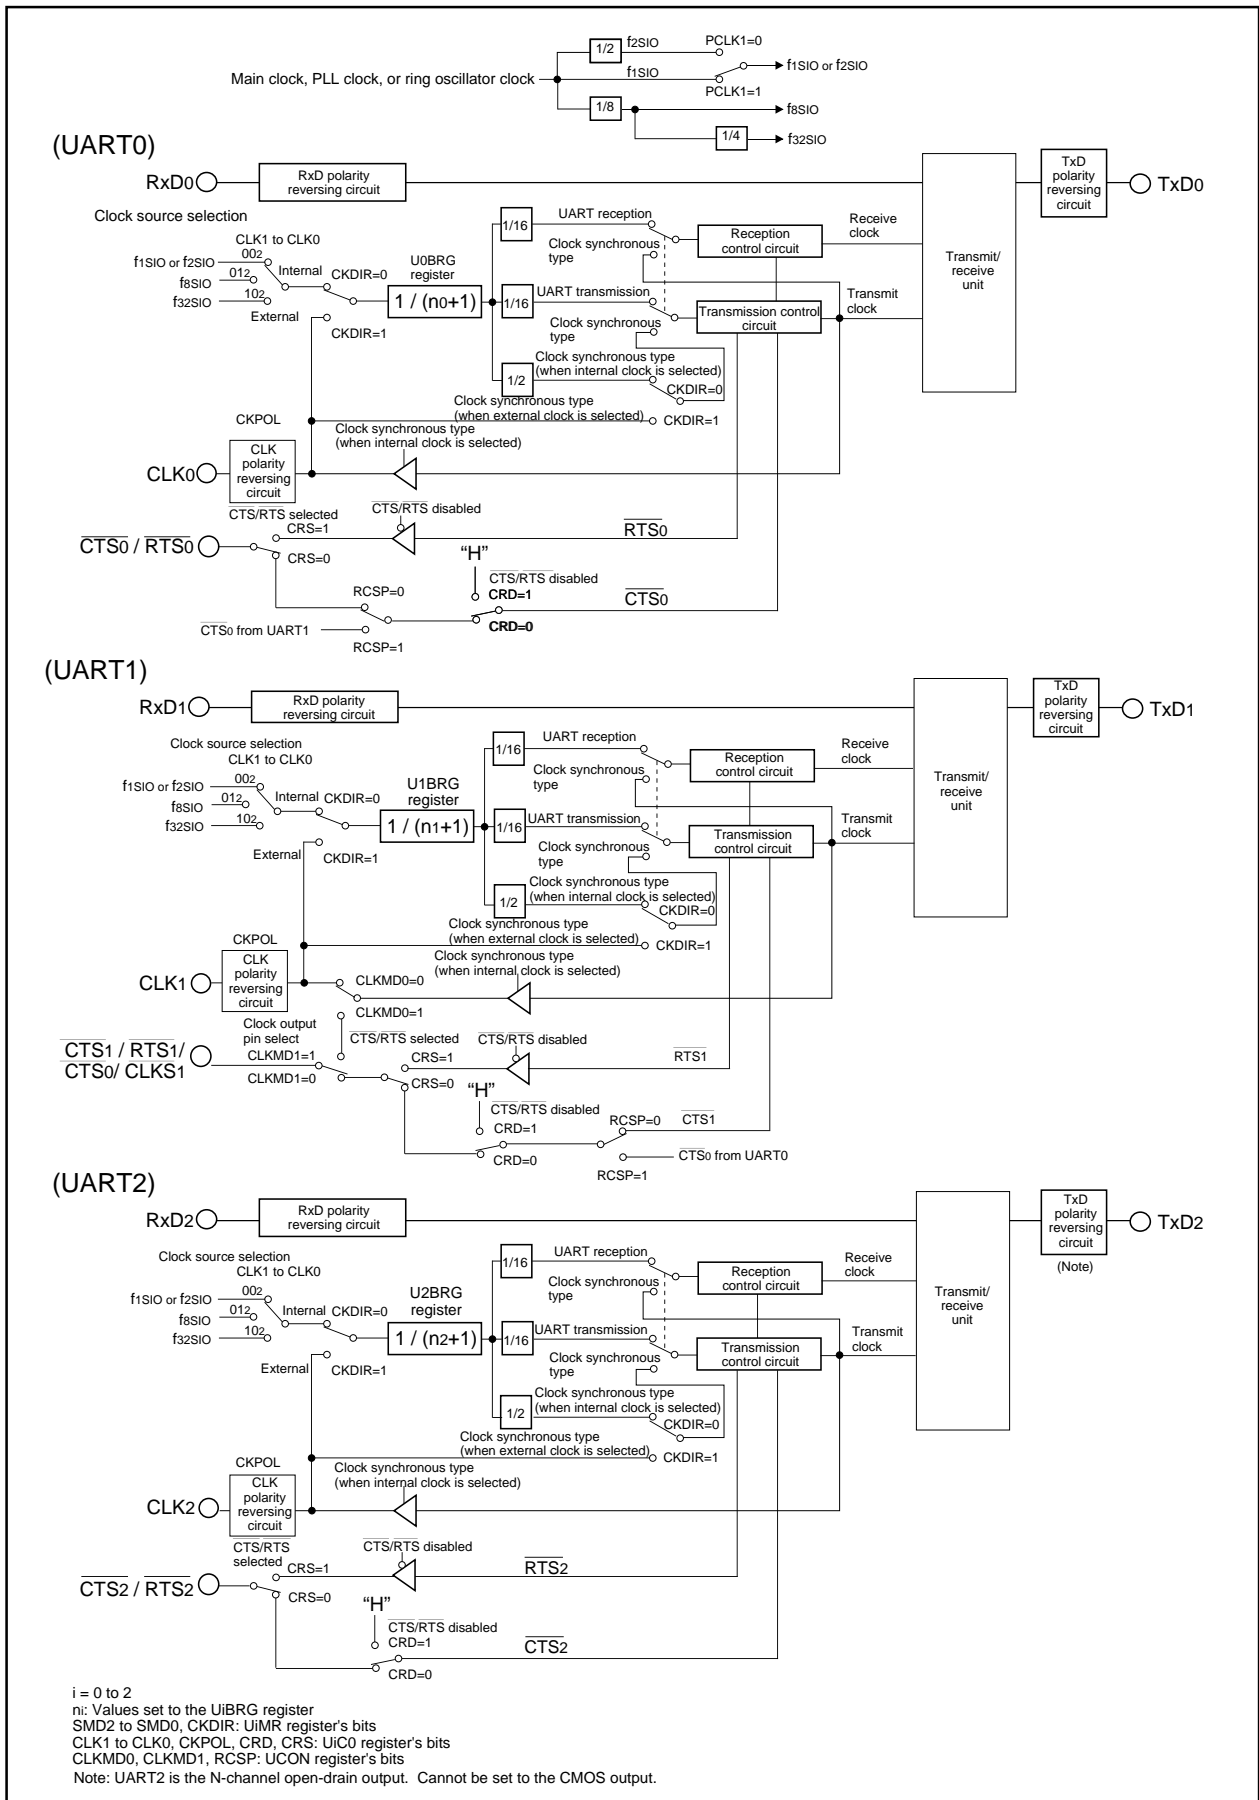 1/2
f2SIO
PCLK1=0
Main clock, PLL clock, or ring oscillator clock
f1SIO
f1SIO or f2SIO
PCLK1=1
1/8
f8SIO
1/4
f32SIO
(UART0)
RxD0
RxD polarity
reversing circuit
TxD
polarity
reversing
circuit
TxD0
Clock source selection
CLK1 to CLK0
f1SIO or f2SIO
002
f8SIO
012
f32SIO
102
Internal
CKDIR=0
External
CKDIR=1
U0BRG
register
1 / (n0+1)
1/16
UART reception
Clock synchronous
type
Reception
control circuit
Receive
clock
Transmit/
receive
unit
1/16
UART transmission
Clock synchronous
type
Transmission control
circuit
Transmit
clock
1/2
Clock synchronous type
(when internal clock is selected)
CKDIR=0
Clock synchronous type
(when external clock is selected)
CKDIR=1
Clock synchronous type
(when internal clock is selected)
CKPOL
CLK0
CLK
polarity
reversing
circuit
CTS/RTS selected
CTS/RTS disabled
CTS0 / RTS0
CRS=1
CRS=0
RTS0
“H”
CTS/RTS disabled
CRD=1
CRD=0
CTS0
RCSP=0
CTS0 from UART1
RCSP=1
(UART1)
RxD1
RxD polarity
reversing circuit
TxD
polarity
reversing
circuit
TxD1
Clock source selection
CLK1 to CLK0
f1SIO or f2SIO
002
f8SIO
012
f32SIO
102
Internal
CKDIR=0
External
CKDIR=1
U1BRG
register
1 / (n1+1)
1/16
UART reception
Clock synchronous
type
Reception
control circuit
Receive
clock
Transmit/
receive
unit
1/16
UART transmission
Clock synchronous
type
Transmission
control circuit
Transmit
clock
1/2
Clock synchronous type
(when internal clock is selected)
CKDIR=0
Clock synchronous type
(when external clock is selected)
CKDIR=1
Clock synchronous type
(when internal clock is selected)
CKPOL
CLK1
CLK
polarity
reversing
circuit
CLKMD0=0
CLKMD0=1
Clock output
pin select
CTS1 / RTS1/
CTS0/ CLKS1
CLKMD1=1
CLKMD1=0
CTS/RTS selected
CTS/RTS disabled
CRS=1
CRS=0
RTS1
“H”
CTS/RTS disabled
CRD=1
CRD=0
RCSP=0
CTS1
CTS0 from UART0
RCSP=1
(UART2)
RxD2
RxD polarity
reversing circuit
TxD
polarity
reversing
circuit
(Note)
TxD2
Clock source selection
CLK1 to CLK0
f1SIO or f2SIO
002
f8SIO
012
f32SIO
102
Internal
CKDIR=0
External
CKDIR=1
U2BRG
register
1 / (n2+1)
1/16
UART reception
Clock synchronous
type
Reception
control circuit
Receive
clock
Transmit/
receive
unit
1/16
UART transmission
Clock synchronous
type
Transmission
control circuit
Transmit
clock
1/2
Clock synchronous type
(when internal clock is selected)
CKDIR=0
Clock synchronous type
(when external clock is selected)
CKDIR=1
Clock synchronous type
(when internal clock is selected)
CKPOL
CLK2
CLK
polarity
reversing
circuit
CTS/RTS
selected
CTS/RTS disabled
CTS2 / RTS2
CRS=1
CRS=0
RTS2
“H”
CTS/RTS disabled
CRD=1
CRD=0
CTS2
i = 0 to 2
ni: Values set to the UiBRG register
SMD2 to SMD0, CKDIR: UiMR register's bits
CLK1 to CLK0, CKPOL, CRD, CRS: UiC0 register's bits
CLKMD0, CLKMD1, RCSP: UCON register's bits
Note: UART2 is the N-channel open-drain output. Cannot be set to the CMOS output.